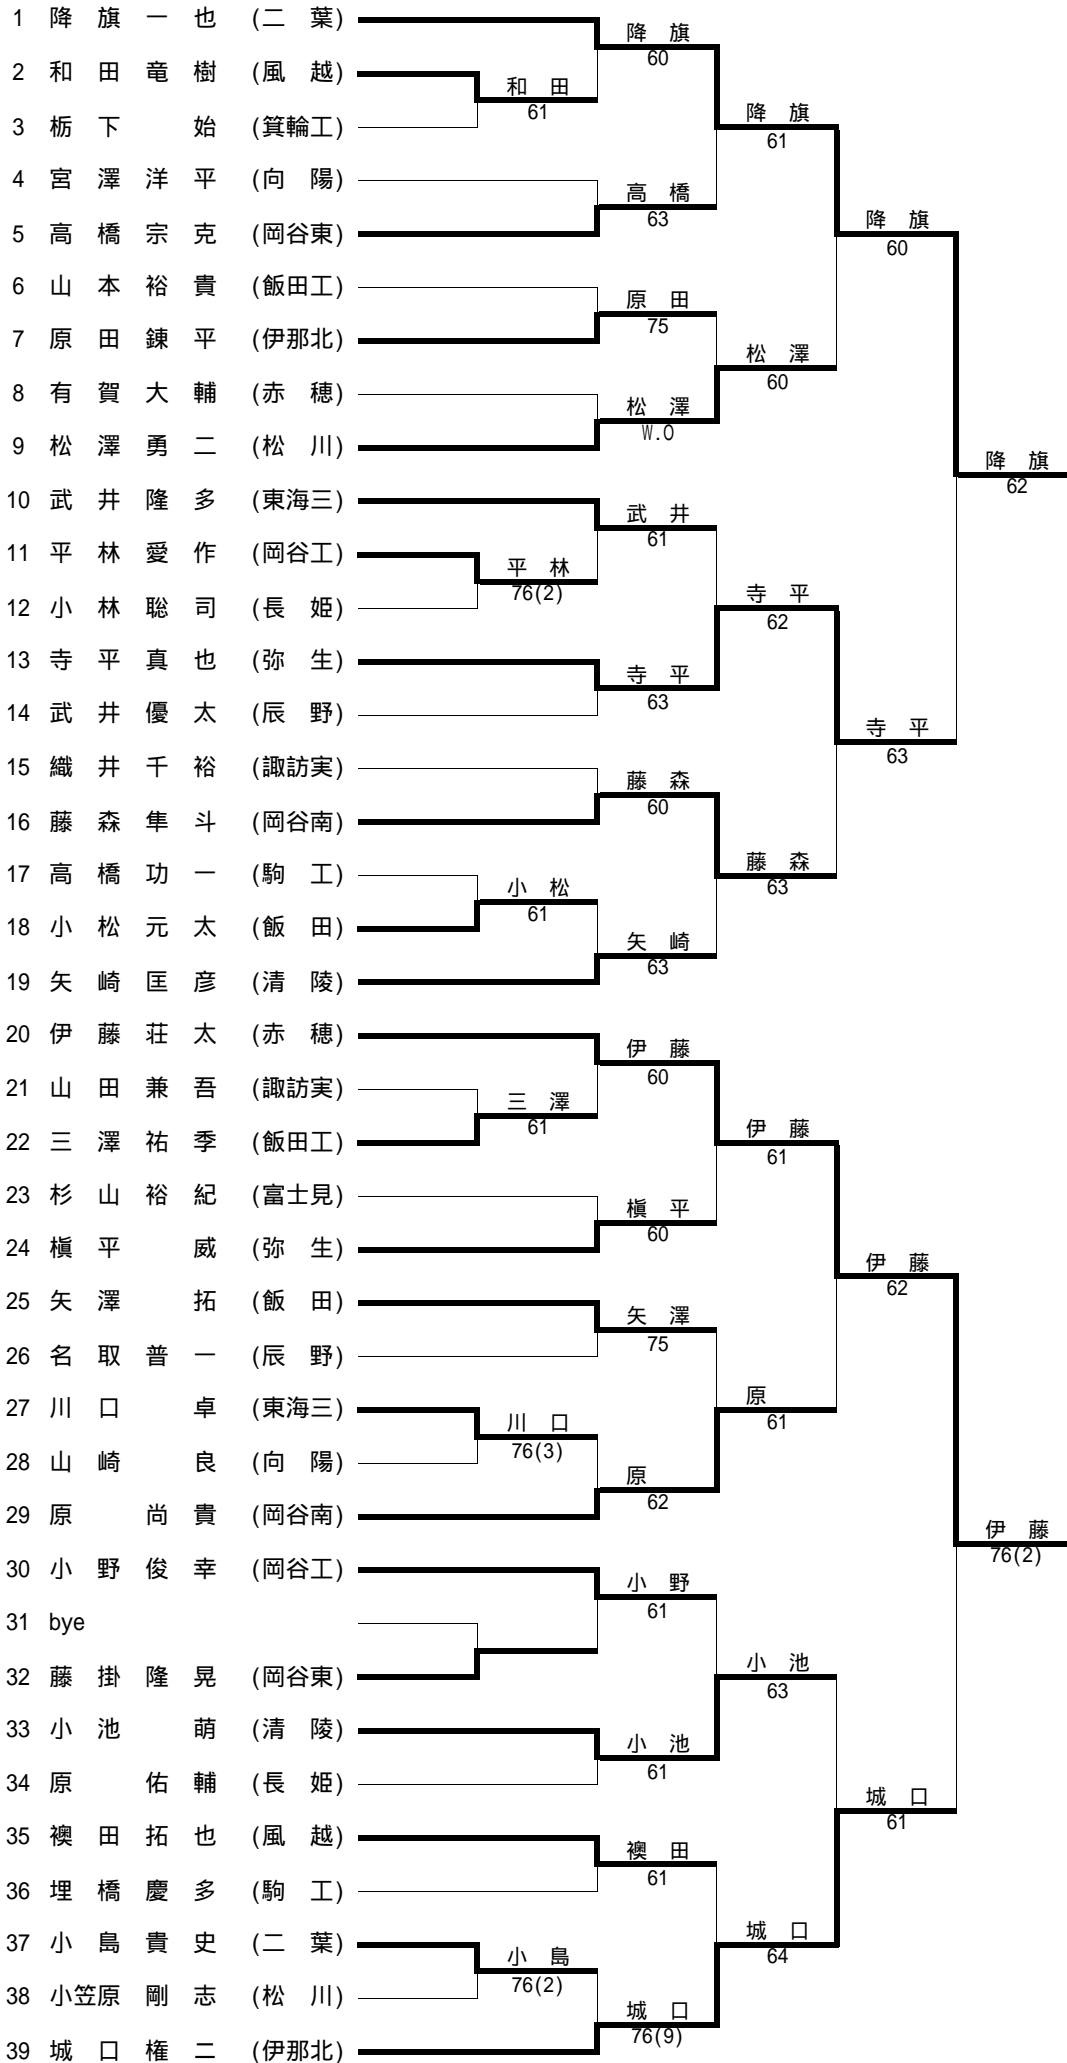 1 降 旗 一 也 (二 葉)
降 旗
60
2 和 田 竜 樹 (風 越)
和 田
61
降 旗
61
3 栃 下 始 (箕輪工)
4 宮 澤 洋 平 (向 陽)
高 橋
63
降 旗
60
5 高 橋 宗 克 (岡谷東)
6 山 本 裕 貴 (飯田工)
原 田
75
7 原 田 錬 平 (伊那北)
松 澤
60
8 有 賀 大 輔 (赤 穂)
松 澤
W.O
9 松 澤 勇 二 (松 川)
降 旗
62
10 武 井 隆 多 (東海三)
武 井
61
11 平 林 愛 作 (岡谷工)
平 林
76(2)
12 小 林 聡 司 (長 姫)
寺 平
62
13 寺 平 真 也 (弥 生)
寺 平
63
14 武 井 優 太 (辰 野)
寺 平
63
15 織 井 千 裕 (諏訪実)
藤 森
60
16 藤 森 隼 斗 (岡谷南)
藤 森
63
17 高 橋 功 一 (駒 工)
小 松
61
18 小 松 元 太 (飯 田)
矢 崎
63
19 矢 崎 匡 彦 (清 陵)
20 伊 藤 荘 太 (赤 穂)
伊 藤
60
21 山 田 兼 吾 (諏訪実)
三 澤
61
22 三 澤 祐 季 (飯田工)
伊 藤
61
23 杉 山 裕 紀 (富士見)
槇 平
60
24 槇 平 威 (弥 生)
伊 藤
62
25 矢 澤 拓 (飯 田)
矢 澤
75
26 名 取 普 一 (辰 野)
原
61
27 川 口 卓 (東海三)
川 口
76(3)
28 山 崎 良 (向 陽)
原
62
29 原 尚 貴 (岡谷南)
伊 藤
76(2)
30 小 野 俊 幸 (岡谷工)
小 野
61
31 bye
32 藤 掛 隆 晃 (岡谷東)
小 池
63
33 小 池 萌 (清 陵)
小 池
61
34 原 佑 輔 (長 姫)
城 口
61
35 襖 田 拓 也 (風 越)
襖 田
61
36 埋 橋 慶 多 (駒 工)
城 口
64
37 小 島 貴 史 (二 葉)
小 島
76(2)
38 小笠原 剛 志 (松 川)
城 口
76(9)
39 城 口 権 二 (伊那北)